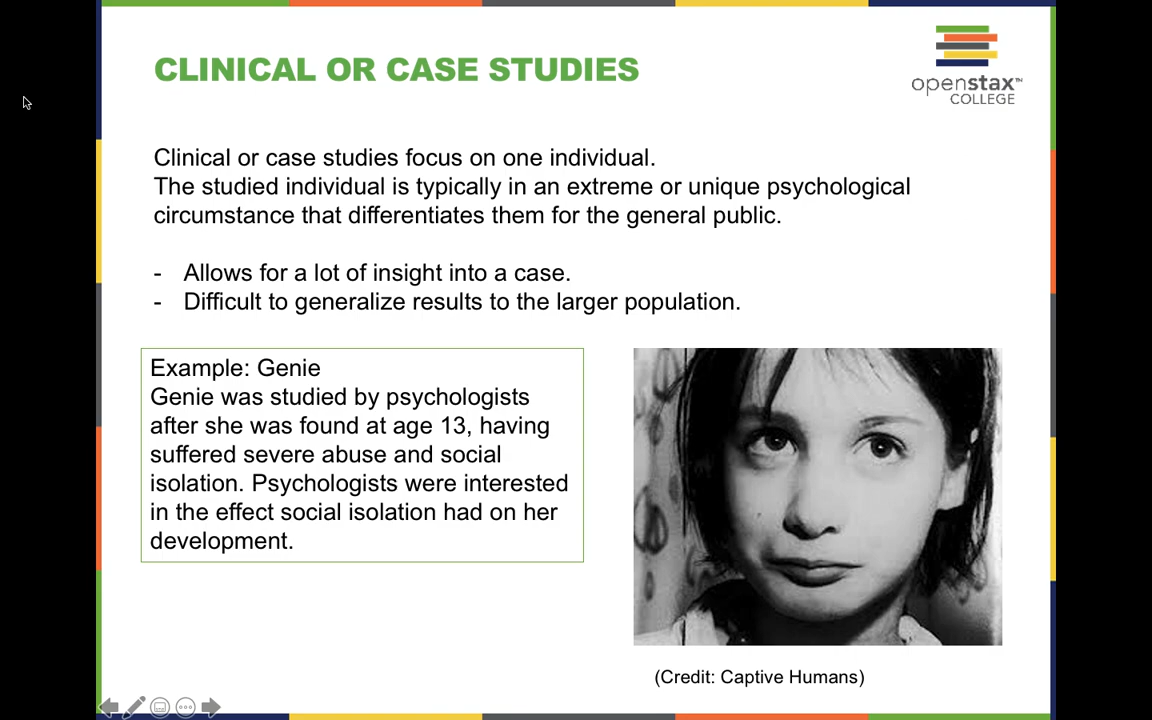 CLINICAL OR CASE STUDIES
openstax™
COLLEGE
Clinical or case studies focus on one individual.
The studied individual is typically in an extreme or unique psychological
circumstance that differentiates them for the general public.
- Allows for a lot of insight into a case.
- Difficult to generalize results to the larger population.
Example: Genie
Genie was studied by psychologists
after she was found at age 13, having
suffered severe abuse and social
isolation. Psychologists were interested
in the effect social isolation had on her
development.
(Credit: Captive Humans)